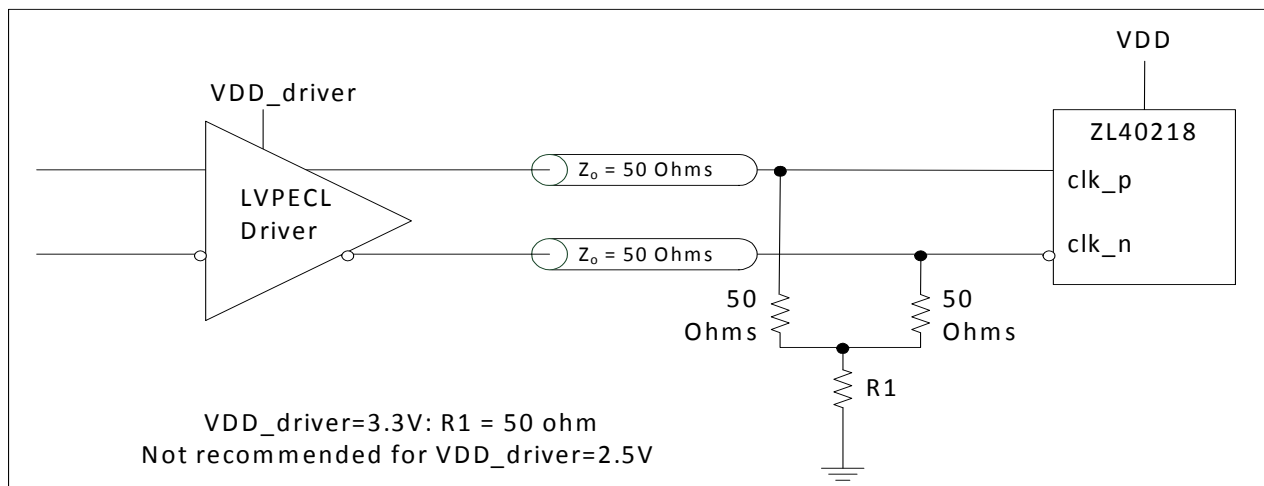 VDD
VDD_driver
ZL40218
Zₒ = 50 Ohms
clk_p
LVPECL
Driver
Zₒ = 50 Ohms
clk_n
50
Ohms
50
Ohms
R1
VDD_driver=3.3V: R1 = 50 ohm
Not recommended for VDD_driver=2.5V